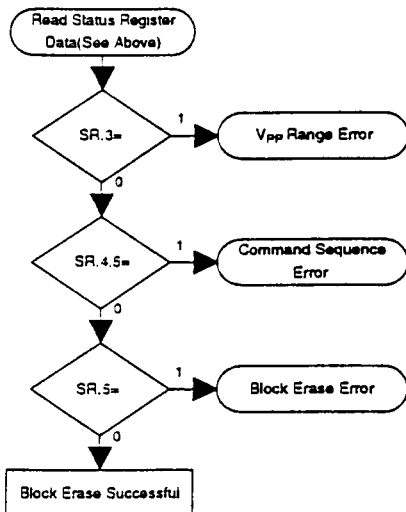 Read Status Register
Data(See Above)
SR.3=
1
VPP Range Error
0
SR.4,5=
1
Command Sequence
Error
0
SR.5=
1
Block Erase Error
0
Block Erase Successful